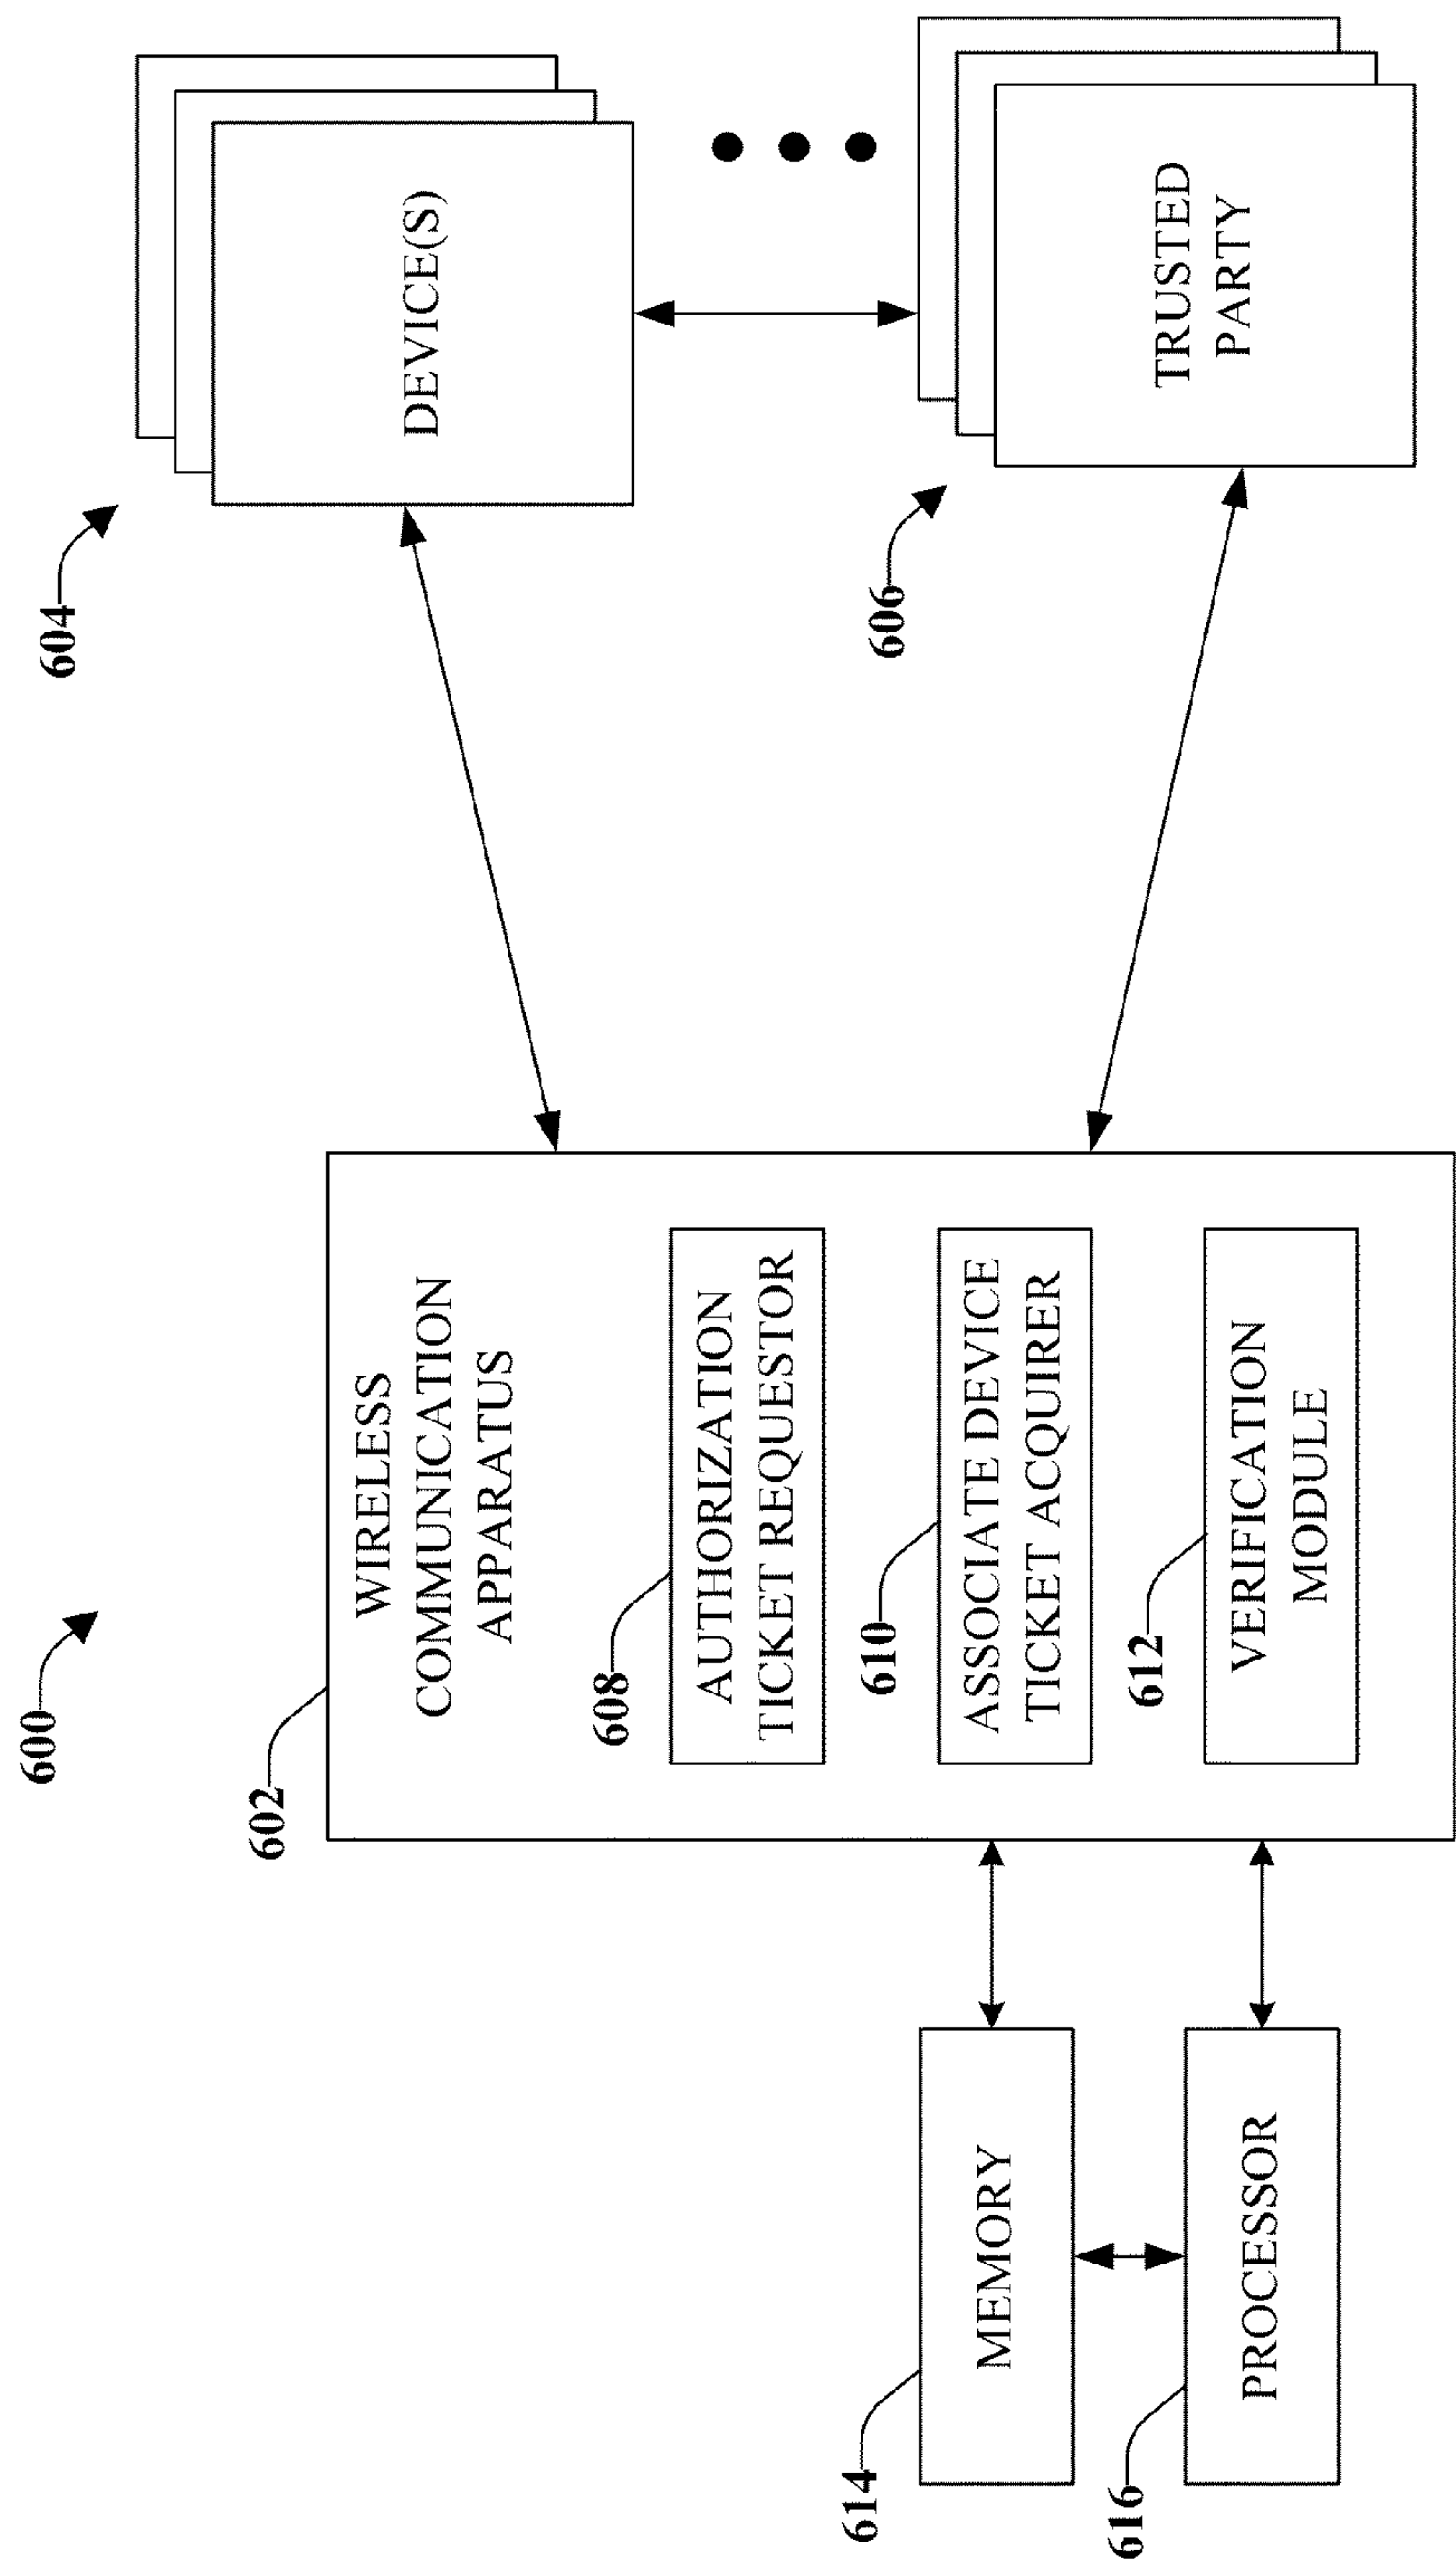 600
602
WIRELESS
COMMUNICATION
APPARATUS
608
AUTHORIZATION
TICKET REQUESTOR
610
ASSOCIATE DEVICE
TICKET ACQUIRER
612
VERIFICATION
MODULE
614
MEMORY
616
PROCESSOR
604
DEVICE(S)
606
TRUSTED
PARTY